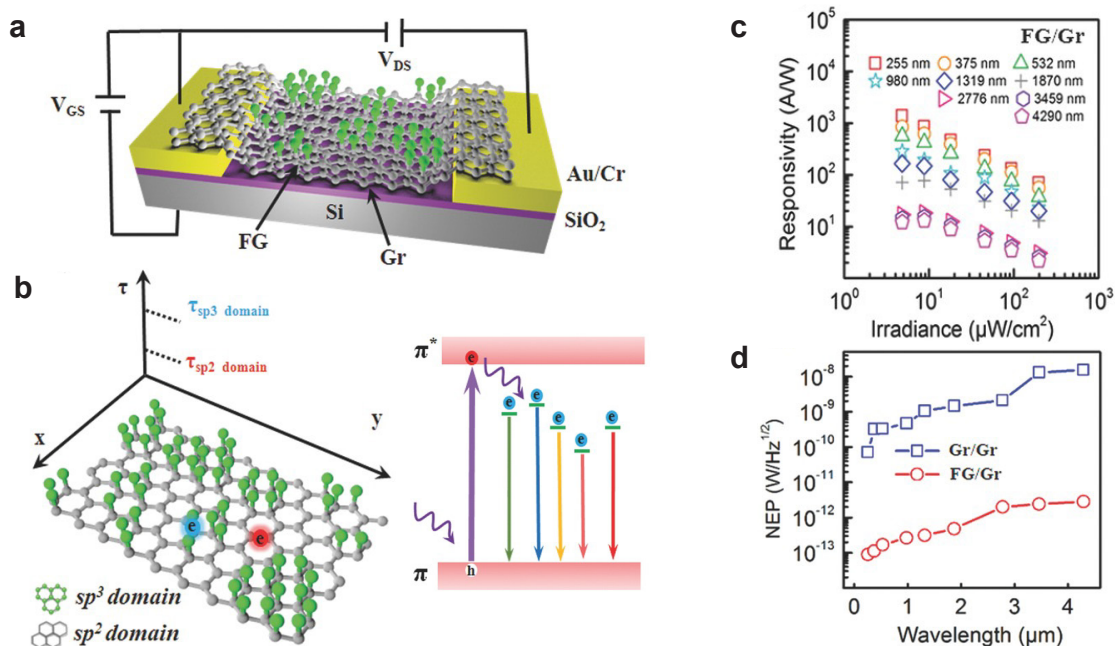 a
V_DS
V_GS
Au/Cr
Si
SiO₂
FG
Gr
b
τ
τ_sp3 domain
τ_sp2 domain
x
y
e
e
sp³ domain
sp² domain
π*
e
e
e
e
e
e
π
h
c
FG/Gr
255 nm
375 nm
532 nm
980 nm
1319 nm
1870 nm
2776 nm
3459 nm
4290 nm
Responsivity (A/W)
10⁵
10⁴
10³
10²
10¹
10⁰ 10¹ 10² 10³
Irradiance (μW/cm²)
d
NEP (W/Hz^1/2)
10⁻⁸
10⁻⁹
10⁻¹⁰
10⁻¹¹
10⁻¹²
10⁻¹³
Gr/Gr
FG/Gr
0 1 2 3 4
Wavelength (μm)